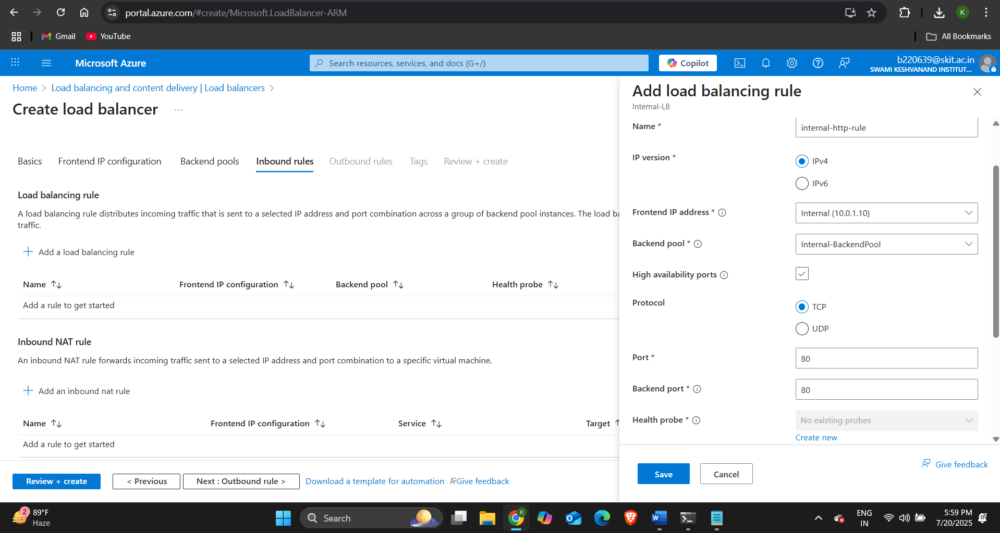 portal.azure.com/#create/Microsoft.LoadBalancer-ARM
K
Gmail
YouTube
All Bookmarks
Microsoft Azure
Search resources, services, and docs (G+/)
Copilot
b220639@skit.ac.in
SWAMI KESHVANAND INSTITUT...
Home > Load balancing and content delivery | Load balancers >
Create load balancer ...
Basics
Frontend IP configuration
Backend pools
Inbound rules
Outbound rules
Tags
Review + create
Load balancing rule
A load balancing rule distributes incoming traffic that is sent to a selected IP address and port combination across a group of backend pool instances. The load ba
traffic.
+ Add a load balancing rule
Name ↑↓ Frontend IP configuration ↑↓ Backend pool ↑↓ Health probe ↑↓
Add a rule to get started
Inbound NAT rule
An inbound NAT rule forwards incoming traffic sent to a selected IP address and port combination to a specific virtual machine.
+ Add an inbound nat rule
Name ↑↓ Frontend IP configuration ↑↓ Service ↑↓ Target ↑
Add a rule to get started
Review + create
< Previous
Next : Outbound rule >
Download a template for automation
Give feedback
Add load balancing rule
Internal-LB
Name *
internal-http-rule
IP version *
IPv4
IPv6
Frontend IP address *
Internal (10.0.1.10)
Backend pool *
Internal-BackendPool
High availability ports
Protocol
TCP
UDP
Port *
80
Backend port *
80
Health probe *
No existing probes
Create new
Save
Cancel
Give feedback
2
89°F
Haze
Search
K
ENG
IN
5:59 PM
7/20/2025